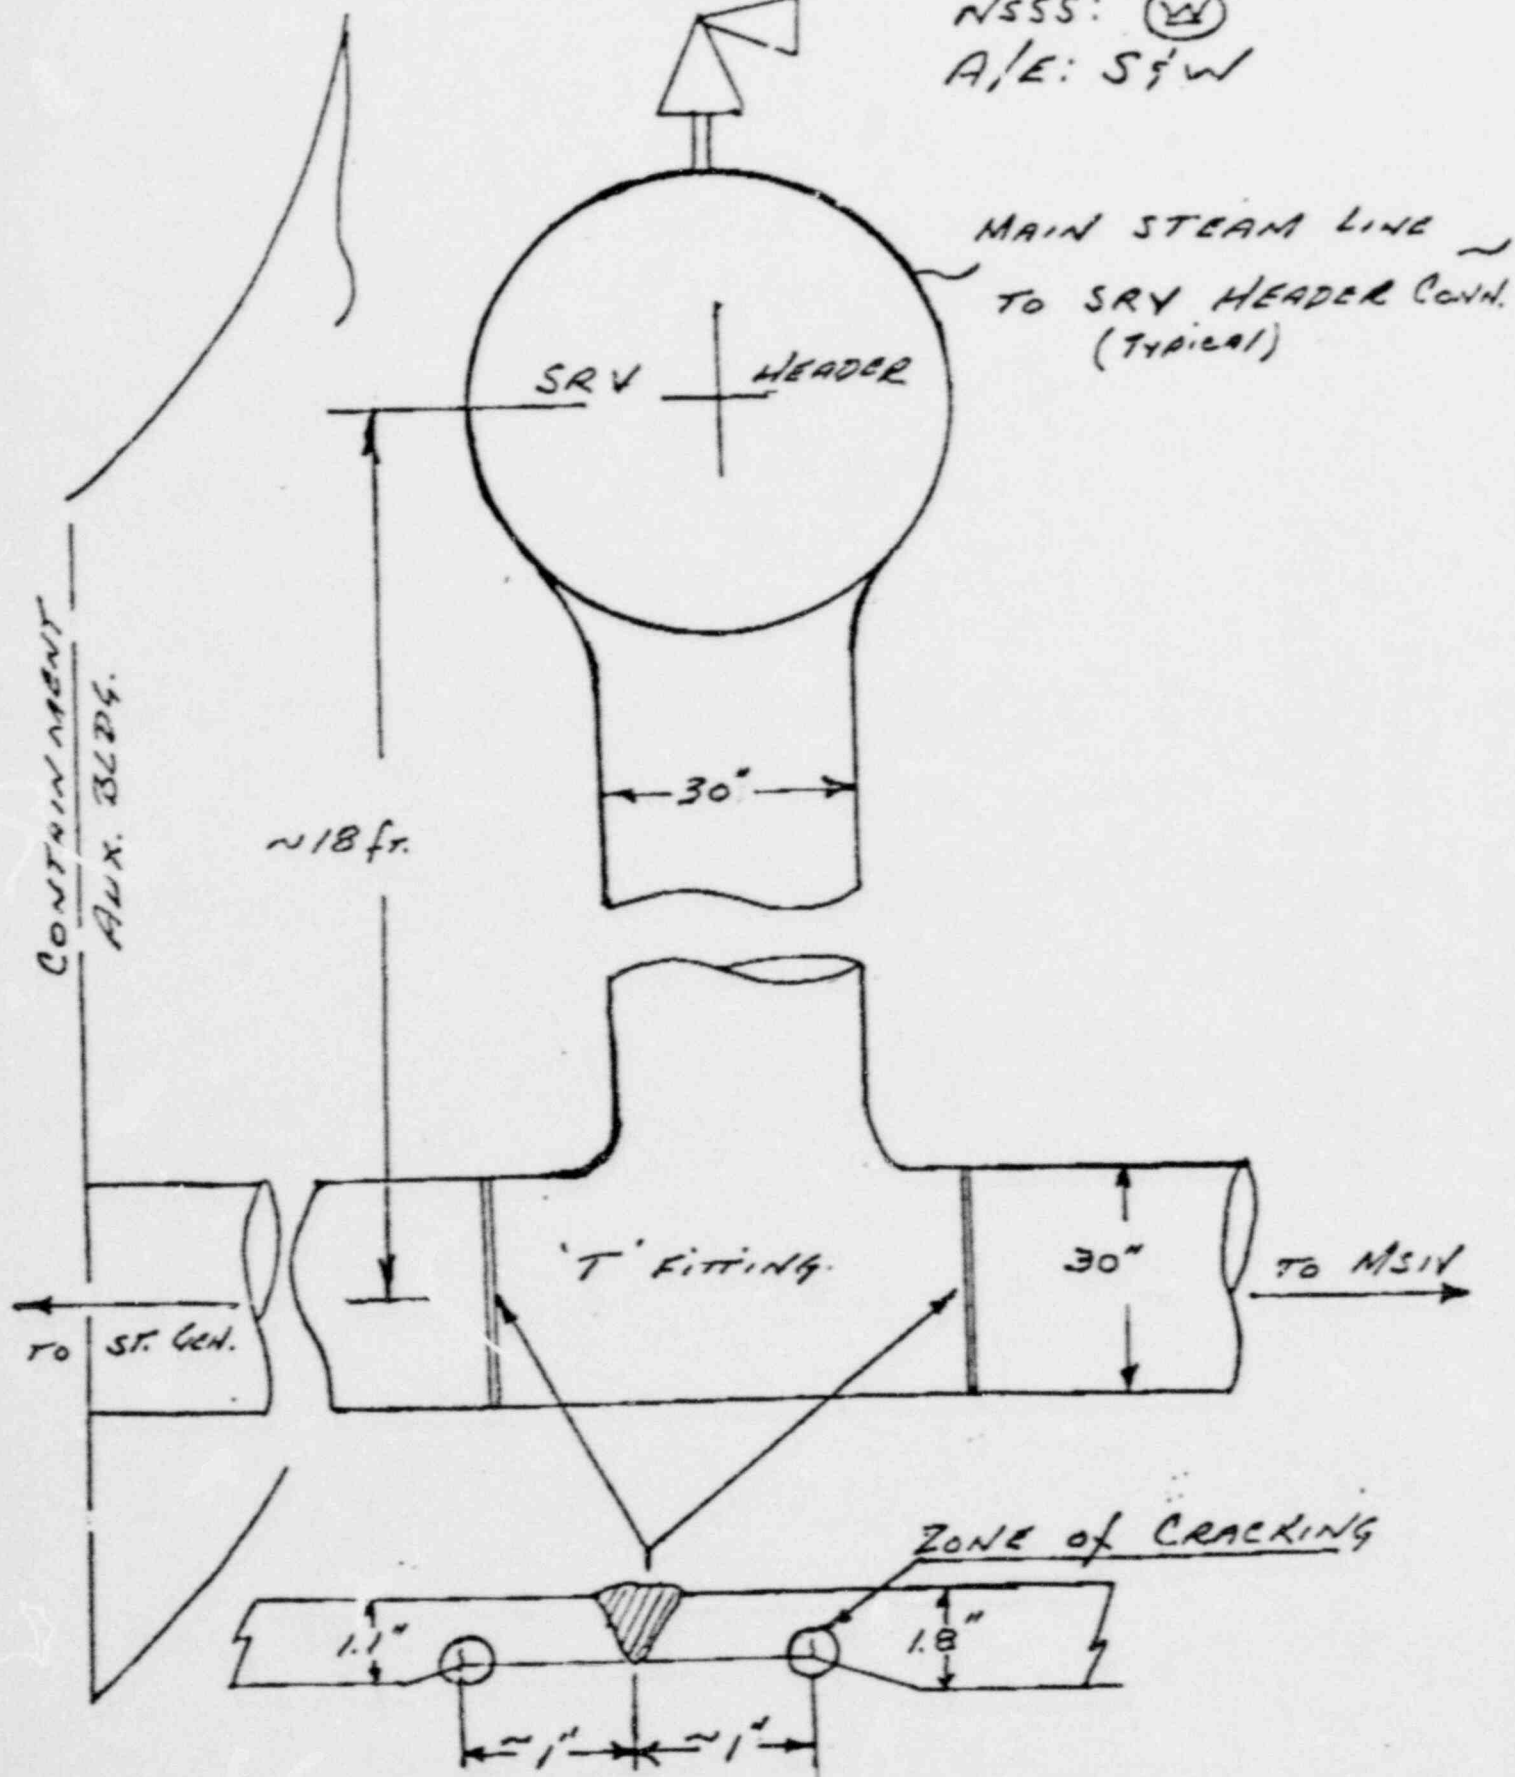 NSSS: W
A/E: S&W
MAIN STEAM LINE ~
TO SRV HEADER CONN.
(TYPICAL)
SRV HEADER
CONTAINMENT
AUX. BLDG.
30"
~18 ft.
'T' FITTING.
30"
TO MSIV
TO ST. GEN.
ZONE of CRACKING
1.1"
1.8"
~1" ~1"